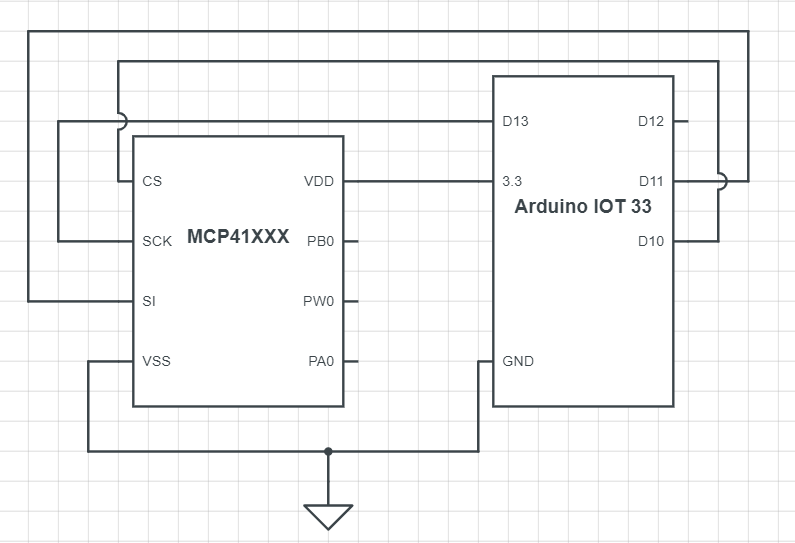 D13
D12
CS
VDD
3.3
D11
Arduino IOT 33
SCK
MCP41XXX
PB0
D10
SI
PW0
VSS
PA0
GND